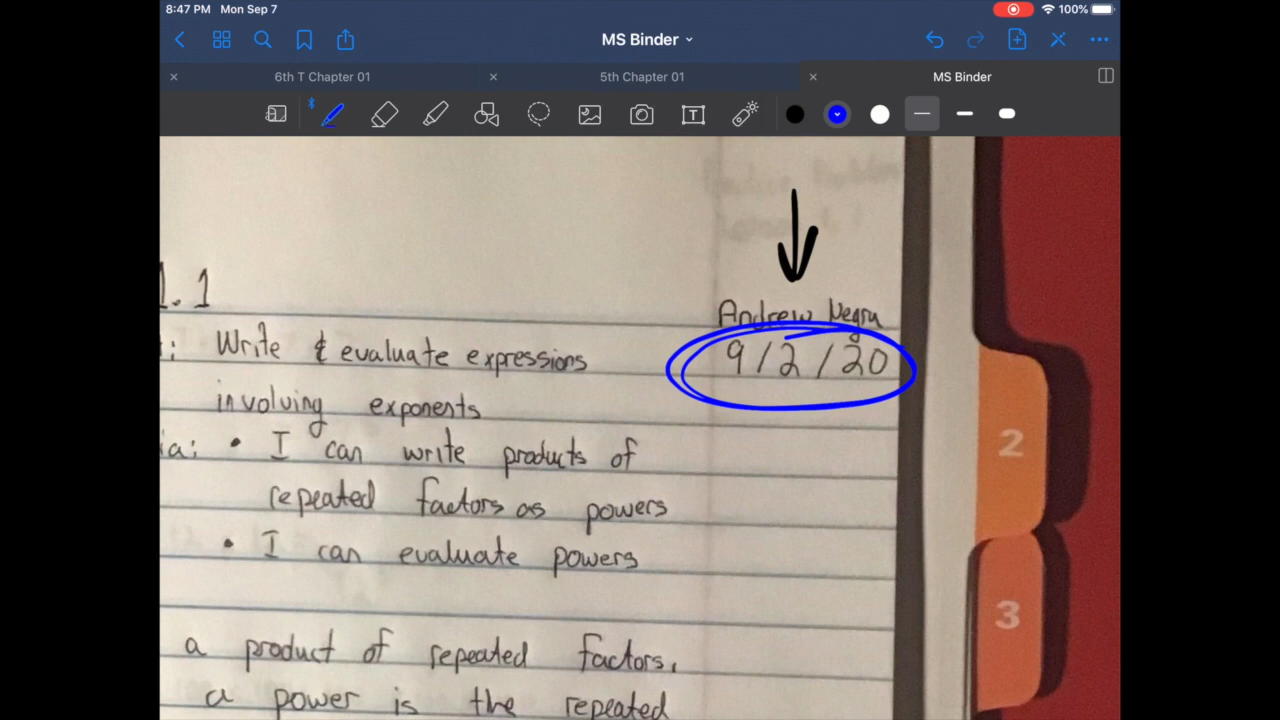 8:47 PM Mon Sep 7
100%
MS Binder
6th T Chapter 01
5th Chapter 01
MS Binder
T
1.1
Andrew Negru
: Write & evaluate expressions
9/2/20
involving exponents
ia: • I can write products of
repeated factors as powers
• I can evaluate powers
a product of repeated factors.
a power is the repeated
2
3